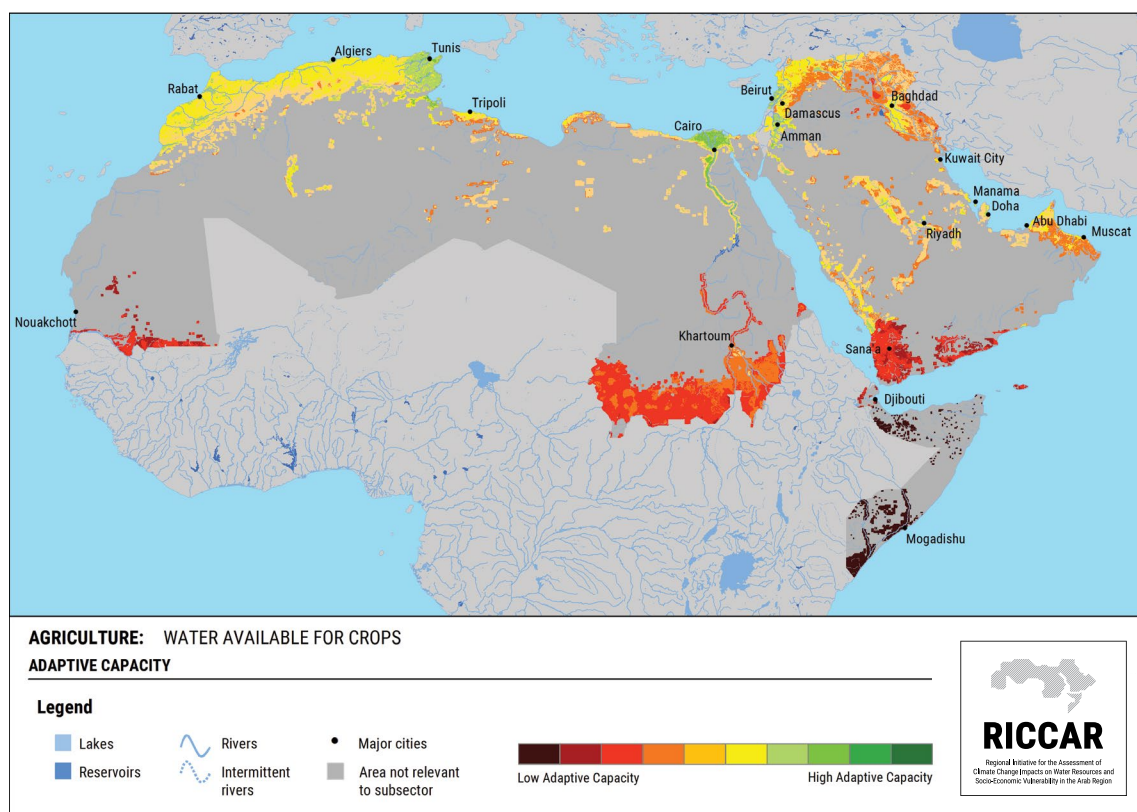 Algiers
Tunis
Rabat
Tripoli
Beirut
Damascus
Baghdad
Cairo
Amman
Kuwait City
Manama
Doha
Abu Dhabi
Riyadh
Muscat
Nouakchott
Khartoum
Sana'a
Djibouti
Mogadishu
AGRICULTURE: WATER AVAILABLE FOR CROPS
ADAPTIVE CAPACITY
Legend
Lakes
Reservoirs
Rivers
Intermittent
rivers
Major cities
Area not relevant
to subsector
Low Adaptive Capacity
High Adaptive Capacity
RICCAR
Regional Initiative for the Assessment of
Climate Change Impacts on Water Resources and
Socio-Economic Vulnerability in the Arab Region